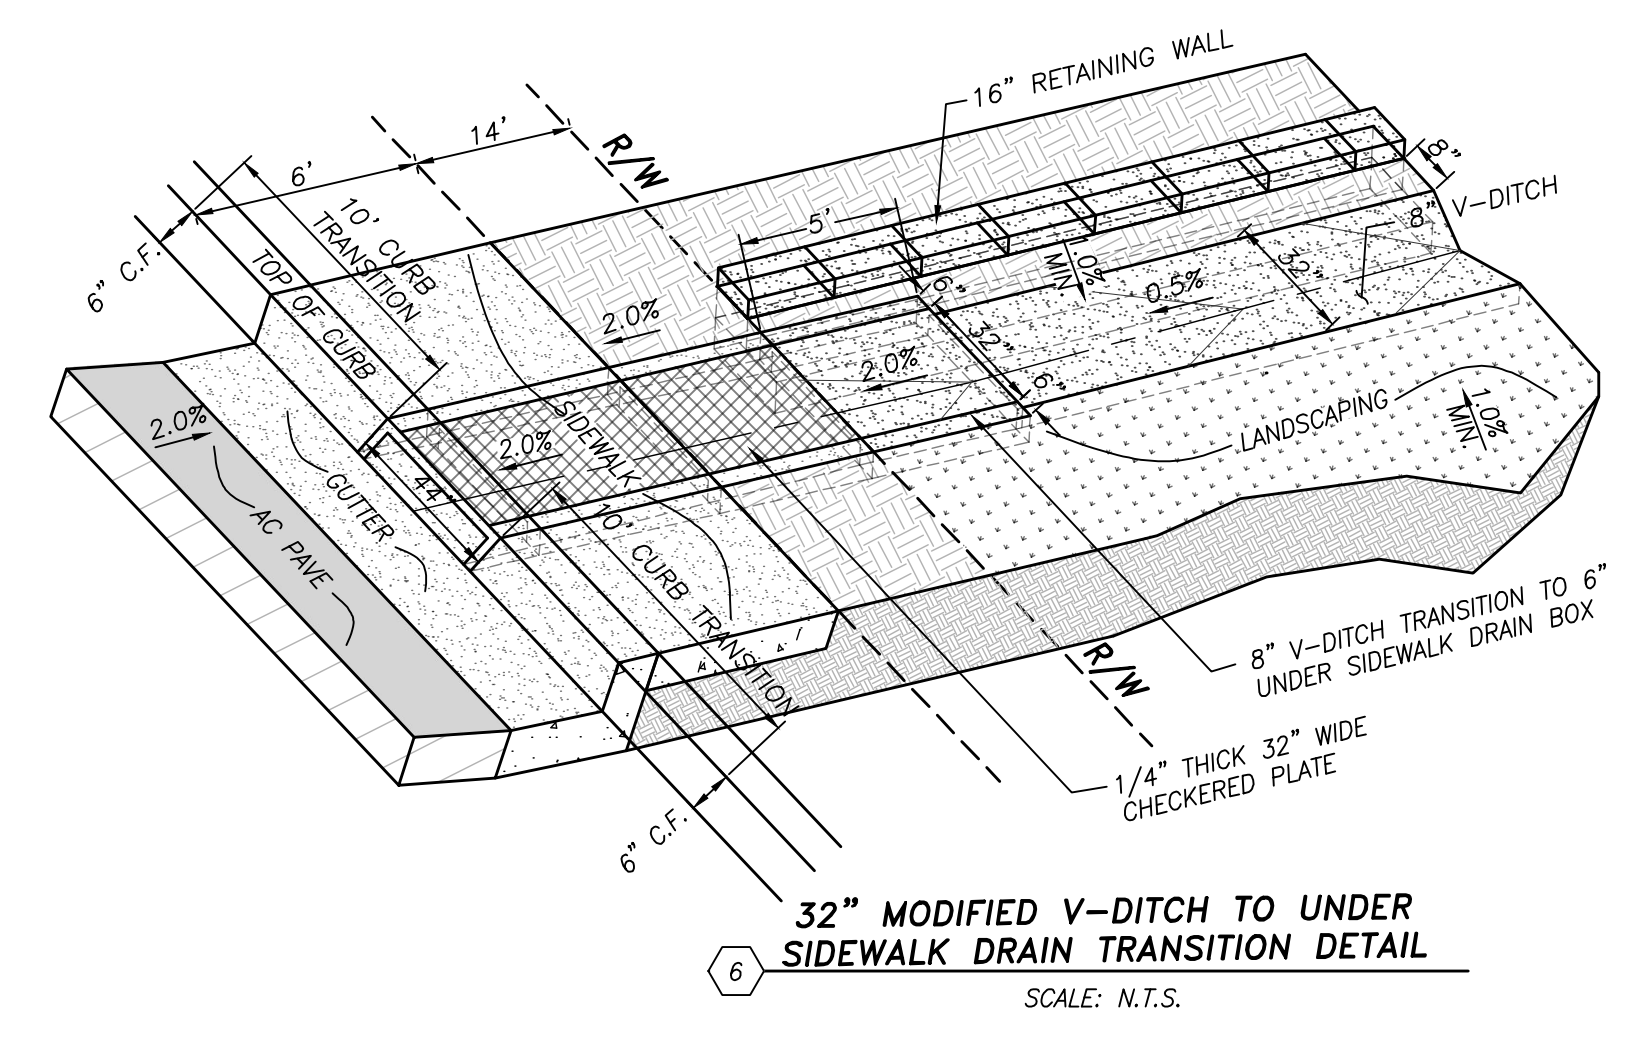 16” RETAINING WALL
14’
R/W
6’
8”
10’ CURB
TRANSITION
8” V-DITCH
5’
6” C.F.
TOP OF CURB
1.0%
MIN.
32”
0.5%
6”
2.0%
32”
2.0%
6”
SIDEWALK
LANDSCAPING
1.0%
MIN.
2.0%
2.0%
44”
GUTTER
10’ CURB TRANSITION
AC PAVE
8” V-DITCH TRANSITION TO 6”
UNDER SIDEWALK DRAIN BOX
R/W
1/4” THICK 32” WIDE
CHECKERED PLATE
6” C.F.
32” MODIFIED V-DITCH TO UNDER
SIDEWALK DRAIN TRANSITION DETAIL
6
SCALE: N.T.S.